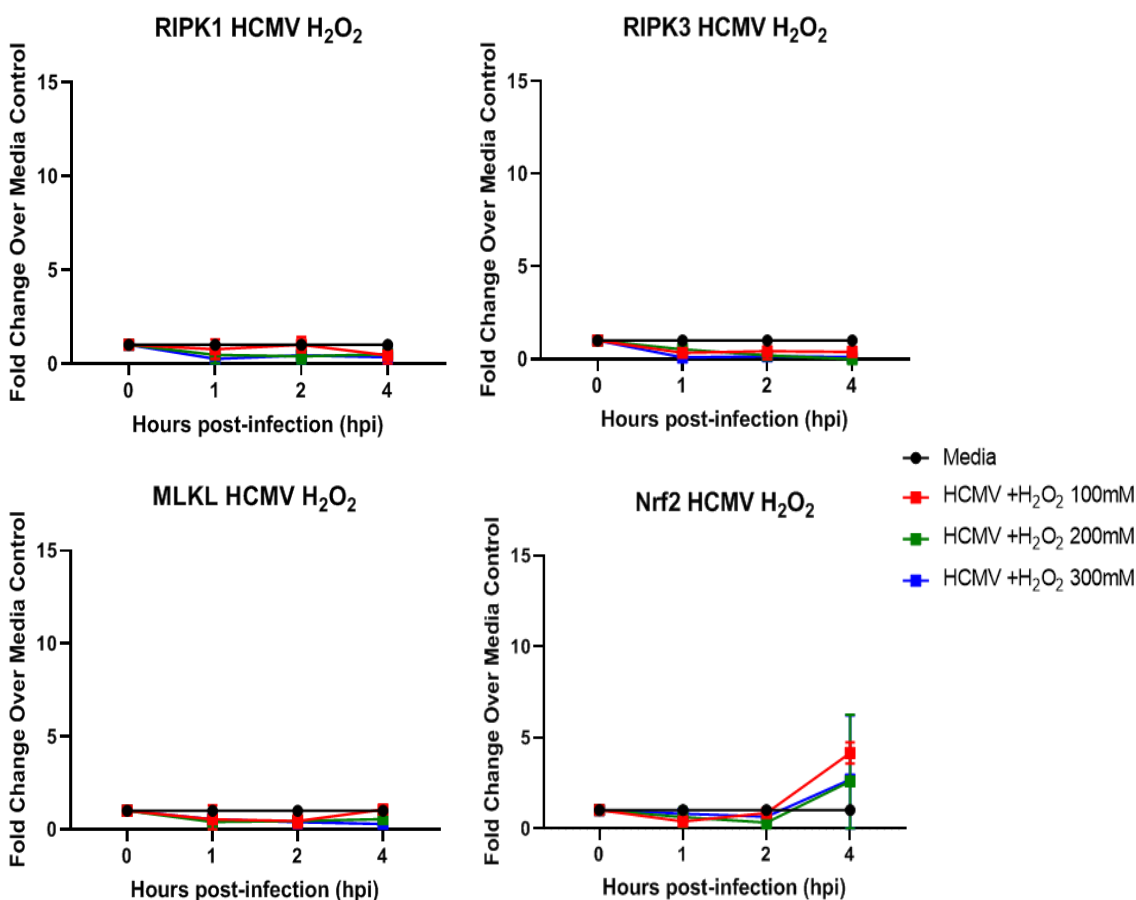 RIPK1 HCMV H₂O₂
Fold Change Over Media Control
15
10
5
0
0 1 2 4
Hours post-infection (hpi)
RIPK3 HCMV H₂O₂
Fold Change Over Media Control
15
10
5
0
0 1 2 4
Hours post-infection (hpi)
MLKL HCMV H₂O₂
Fold Change Over Media Control
15
10
5
0
0 1 2 4
Hours post-infection (hpi)
Nrf2 HCMV H₂O₂
Fold Change Over Media Control
15
10
5
0
0 1 2 4
Hours post-infection (hpi)
Media
HCMV +H₂O₂ 100mM
HCMV +H₂O₂ 200mM
HCMV +H₂O₂ 300mM